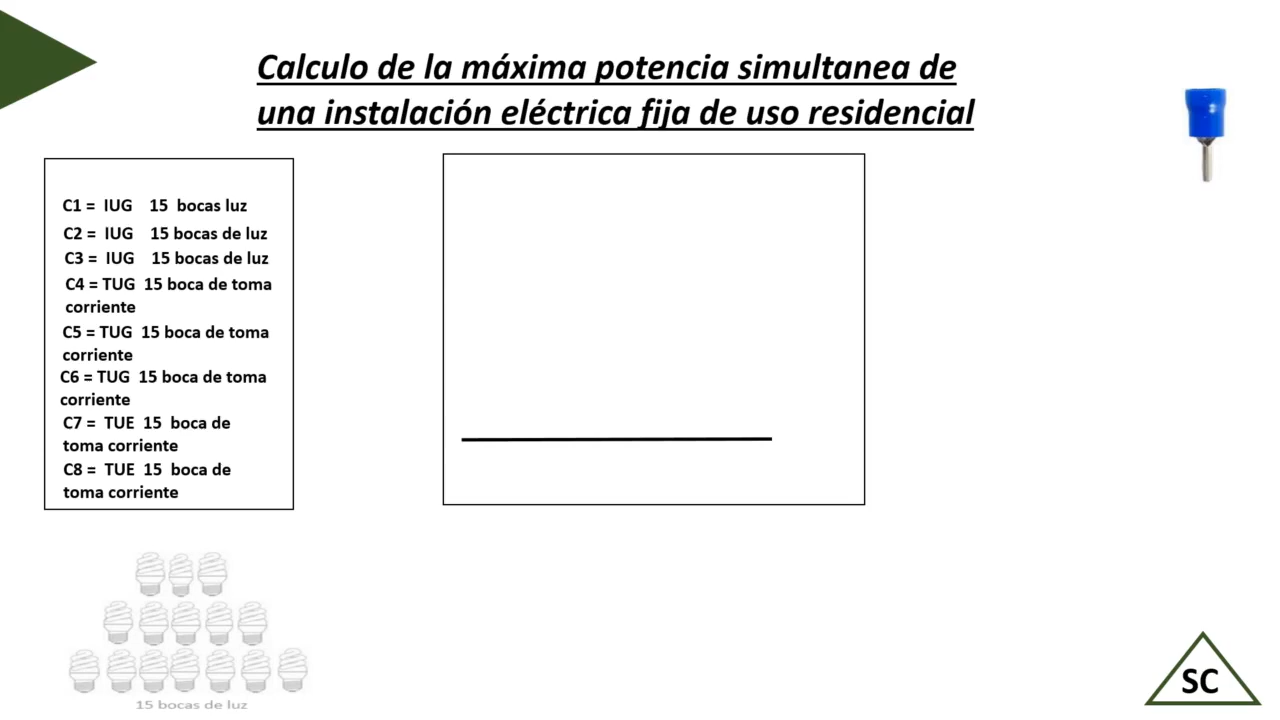 Calculo de la máxima potencia simultanea de
una instalación eléctrica fija de uso residencial
C1 = IUG 15 bocas luz
C2 = IUG 15 bocas de luz
C3 = IUG 15 bocas de luz
C4 = TUG 15 boca de toma
corriente
C5 = TUG 15 boca de toma
corriente
C6 = TUG 15 boca de toma
corriente
C7 = TUE 15 boca de
toma corriente
C8 = TUE 15 boca de
toma corriente
15 bocas de luz
SC